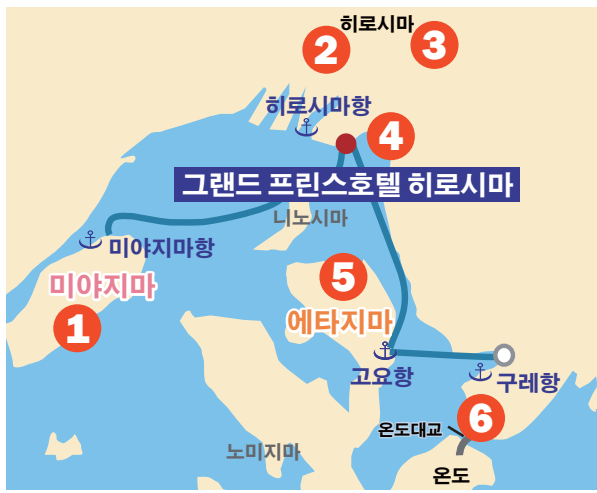 히로시마
2
3
히로시마항
4
그랜드 프린스호텔 히로시마
니노시마
미야지마항
미야지마
1
5
에타지마
고요항
구레항
6
온도대교
노미지마
온도